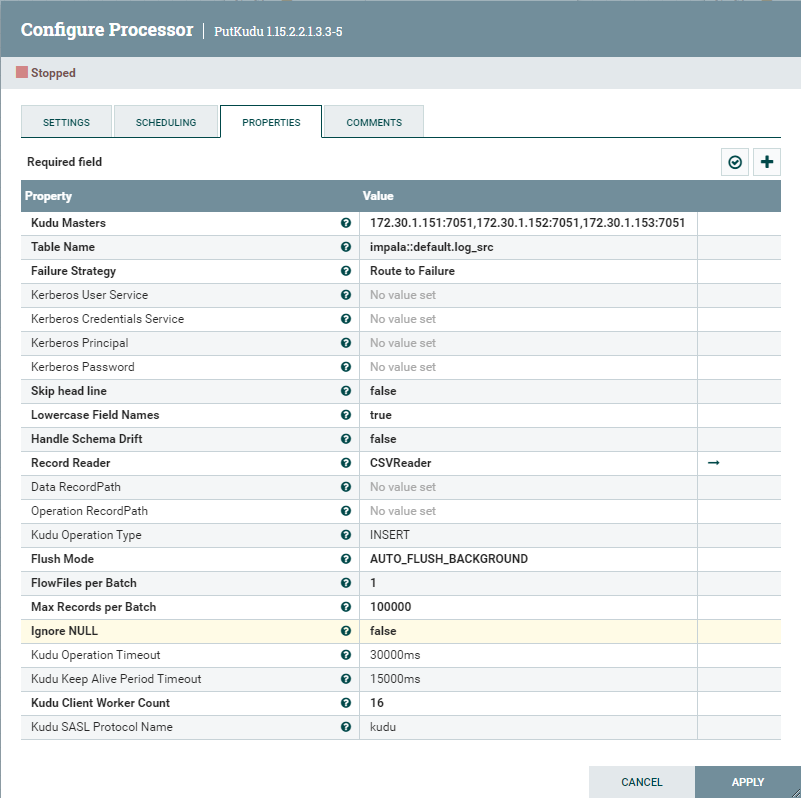 Configure Processor | PutKudu 1.15.2.2.1.3.3-5
Stopped
SETTINGS SCHEDULING PROPERTIES COMMENTS
Required field
Property Value
Kudu Masters 172.30.1.151:7051,172.30.1.152:7051,172.30.1.153:7051
Table Name impala::default.log_src
Failure Strategy Route to Failure
Kerberos User Service No value set
Kerberos Credentials Service No value set
Kerberos Principal No value set
Kerberos Password No value set
Skip head line false
Lowercase Field Names true
Handle Schema Drift false
Record Reader CSVReader
Data RecordPath No value set
Operation RecordPath No value set
Kudu Operation Type INSERT
Flush Mode AUTO_FLUSH_BACKGROUND
FlowFiles per Batch 1
Max Records per Batch 100000
Ignore NULL false
Kudu Operation Timeout 30000ms
Kudu Keep Alive Period Timeout 15000ms
Kudu Client Worker Count 16
Kudu SASL Protocol Name kudu
CANCEL APPLY